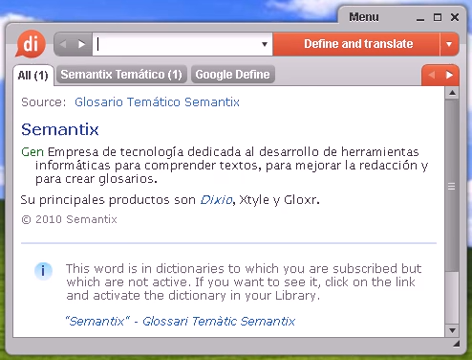 Menu
di
Define and translate
All (1)
Semantix Temático (1)
Google Define
Source: Glosario Temático Semantix
Semantix
Gen Empresa de tecnología dedicada al desarrollo de herramientas
informáticas para comprender textos, para mejorar la redacción y
para crear glosarios.
Su principales producto son Dixio, Xtyle y Gloxr.
© 2010 Semantix
i
This word is in dictionaries to which you are subscribed but
which are not active. If you want to see it, click on the link
and activate the dictionary in your Library.
"Semantix" - Glossari Temàtic Semantix